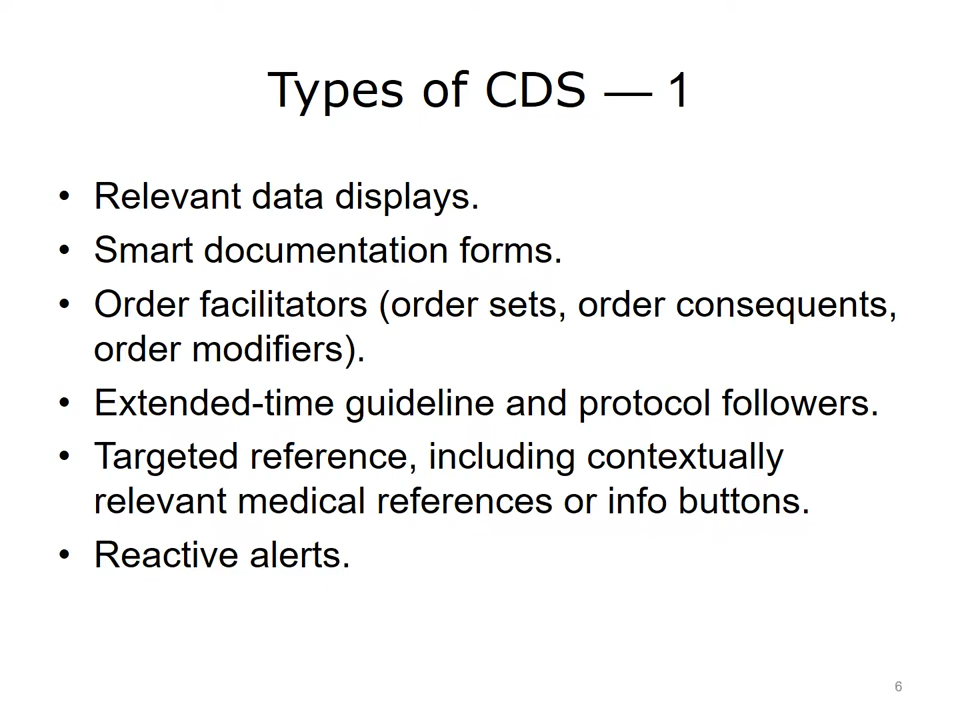 Types of CDS — 1
• Relevant data displays.
• Smart documentation forms.
• Order facilitators (order sets, order consequents,
order modifiers).
• Extended-time guideline and protocol followers.
• Targeted reference, including contextually
relevant medical references or info buttons.
• Reactive alerts.
6